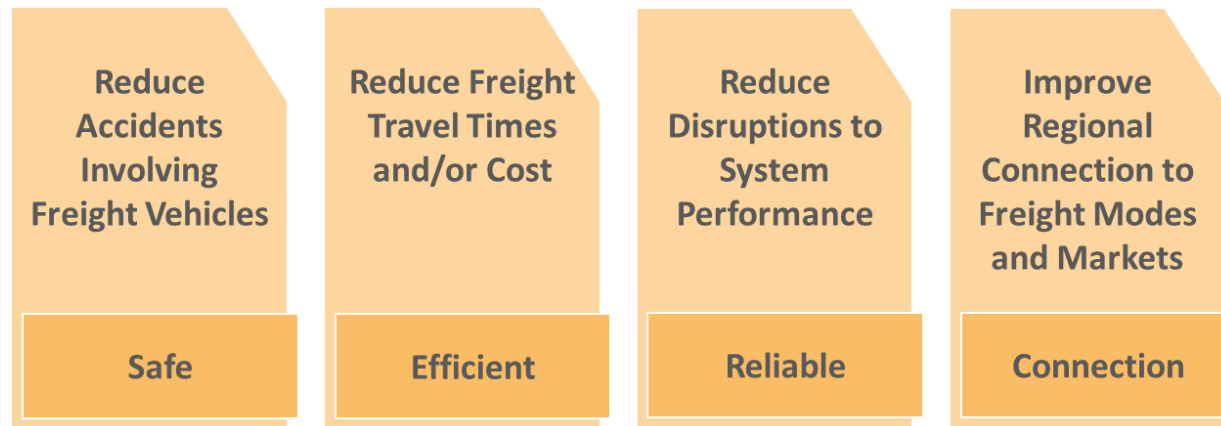 Reduce
Accidents
Involving
Freight Vehicles
Safe
Reduce Freight
Travel Times
and/or Cost
Efficient
Reduce
Disruptions to
System
Performance
Reliable
Improve
Regional
Connection to
Freight Modes
and Markets
Connection